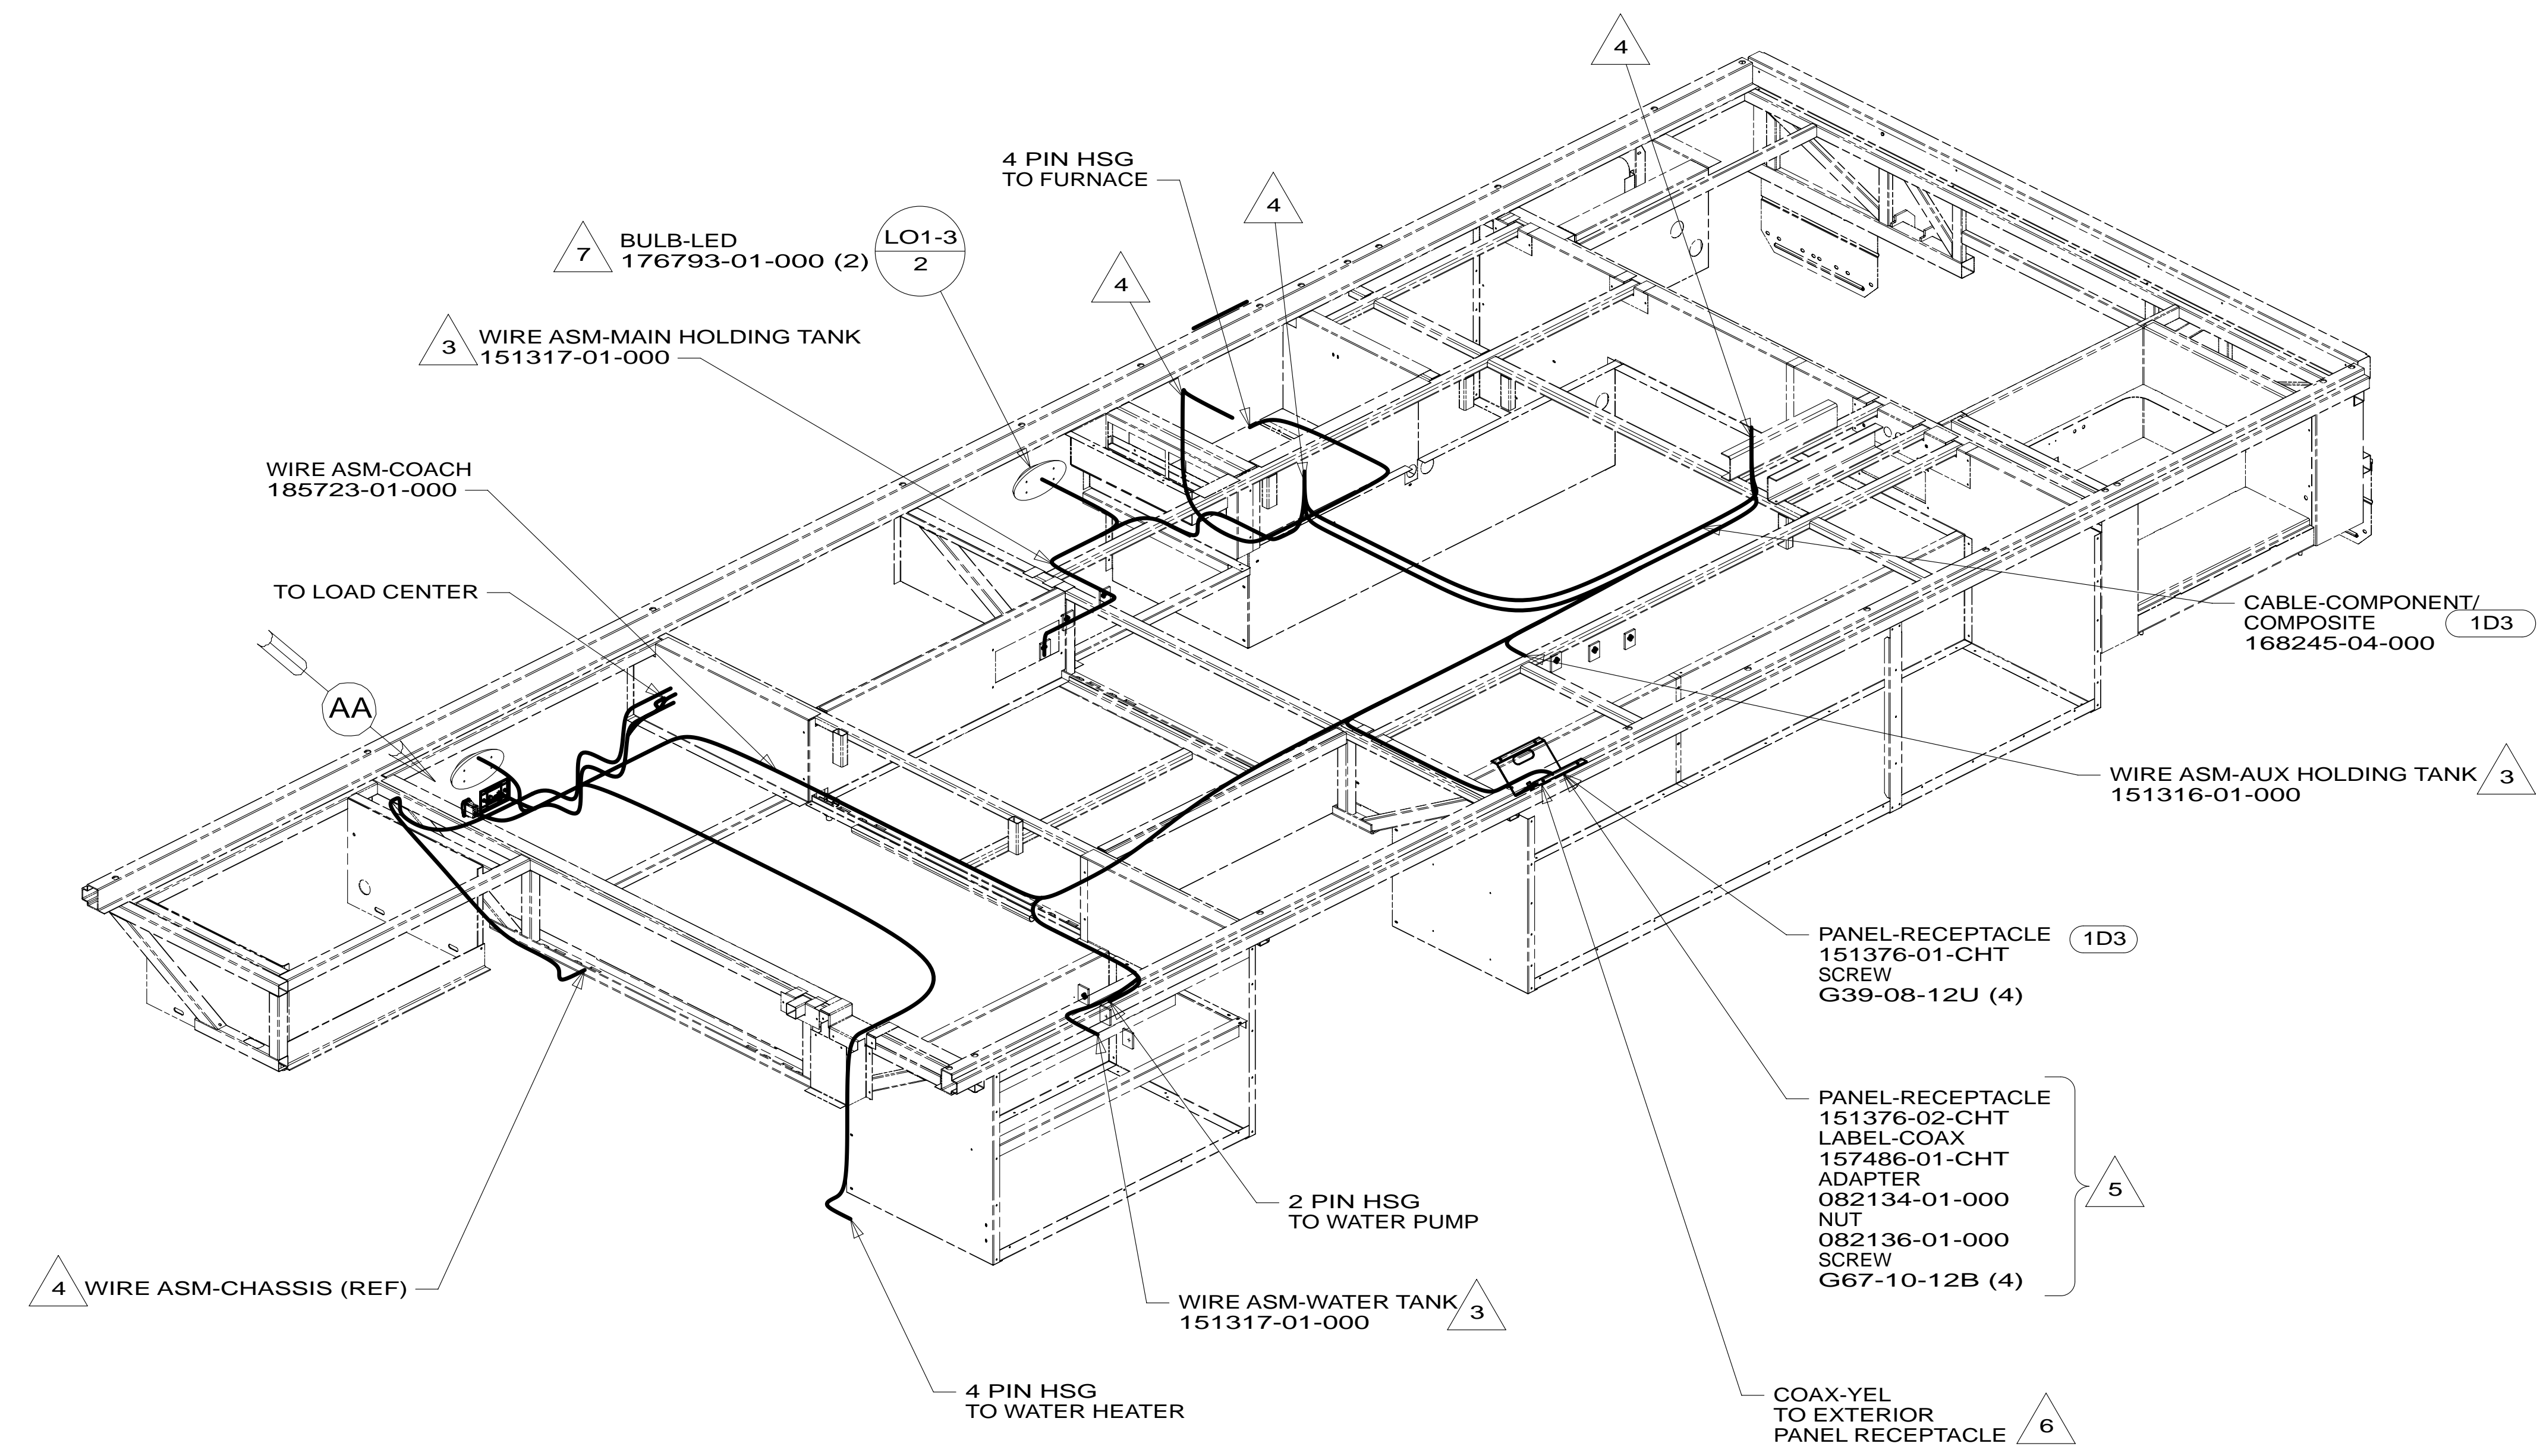 4
4 PIN HSG
TO FURNACE
4
7
BULB-LED
176793-01-000 (2)
LO1-3
2
4
3
WIRE ASM-MAIN HOLDING TANK
151317-01-000
WIRE ASM-COACH
185723-01-000
TO LOAD CENTER
AA
CABLE-COMPONENT/
COMPOSITE
168245-04-000
1D3
WIRE ASM-AUX HOLDING TANK
151316-01-000
3
PANEL-RECEPTACLE
151376-01-CHT
SCREW
G39-08-12U (4)
1D3
PANEL-RECEPTACLE
151376-02-CHT
LABEL-COAX
157486-01-CHT
ADAPTER
082134-01-000
NUT
082136-01-000
SCREW
G67-10-12B (4)
5
2 PIN HSG
TO WATER PUMP
4
WIRE ASM-CHASSIS (REF)
WIRE ASM-WATER TANK
151317-01-000
3
4 PIN HSG
TO WATER HEATER
COAX-YEL
TO EXTERIOR
PANEL RECEPTACLE
6